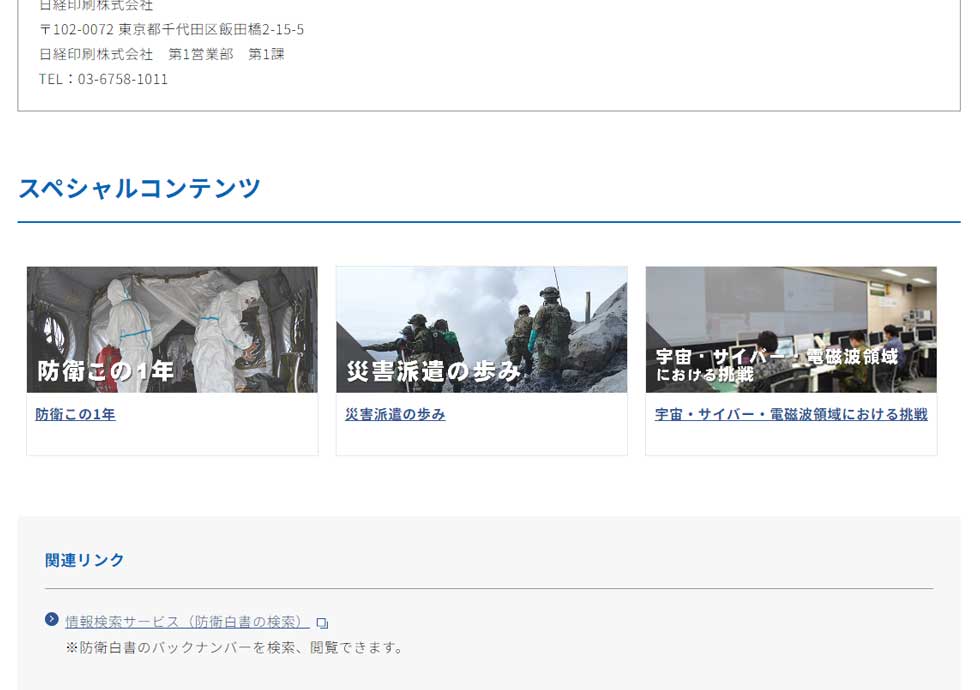 日経印刷株式会社
〒102-0072 東京都千代田区飯田橋2-15-5
日経印刷株式会社　第1営業部　第1課
TEL：03-6758-1011
スペシャルコンテンツ
防衛この1年
災害派遣の歩み
宇宙・サイバー・電磁波領域
における挑戦
防衛この1年
災害派遣の歩み
宇宙・サイバー・電磁波領域における挑戦
関連リンク
情報検索サービス（防衛白書の検索）
※防衛白書のバックナンバーを検索、閲覧できます。